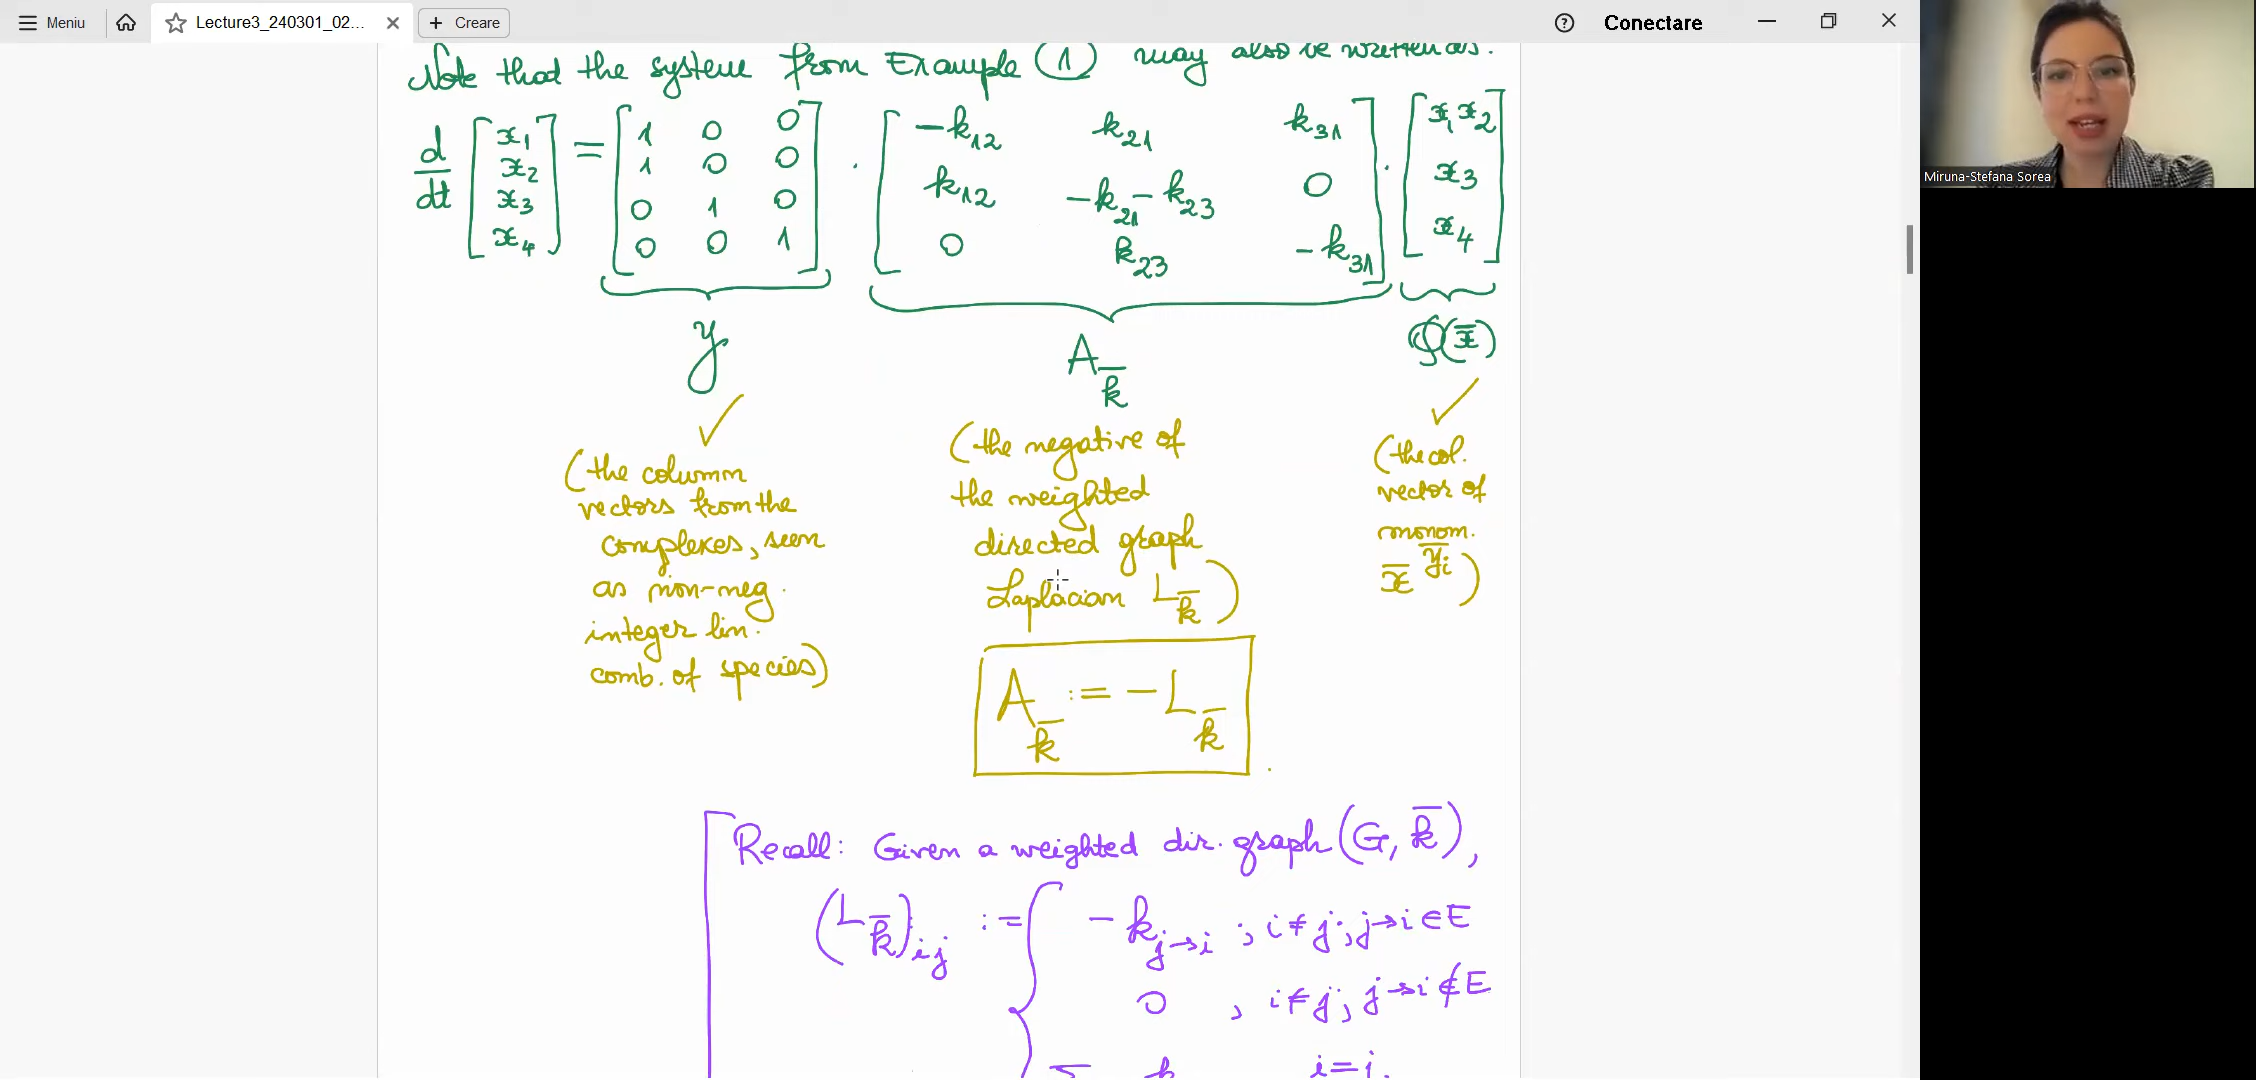 Meniu
Lecture3_240301_02...
Creare
Conectare
Miruna-Stefana Sorea
Note that the system from Example (1) may also be written as:
d/dt [x₁ x₂ x₃ x₄] = [1 0 0; 1 0 0; 0 1 0; 0 0 1] · [-k₁₂ k₂₁ k₃₁; k₁₂ -k₂₁-k₂₃ 0; 0 k₂₃ -k₃₁] · [x₁x₂ x₃ x₄]
Y A_k̄ Φ(x̄)
✓ (the column
vectors from the
complexes, seen
as non-neg.
integer lin.
comb. of species)
(the negative of
the weighted
directed graph
Laplacian L_k̄)
A_k̄ := -L_k̄ .
✓ (the col.
vector of
monom.
x̄^ȳᵢ)
Recall: Given a weighted dir. graph (G, k̄),
(L_k̄)_ij := { -k_j→i ; i ≠ j; j→i ∈ E
0 , i ≠ j; j→i ∉ E
Σ k i = j.